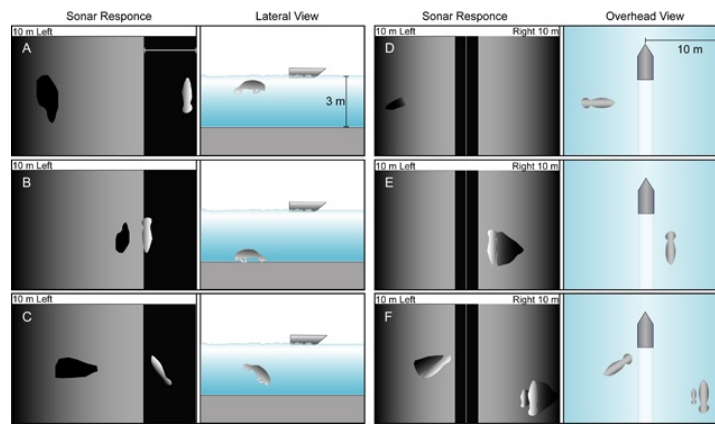 Sonar Responce
Lateral View
Sonar Responce
Overhead View
10 m Left
10 m Left
Right 10 m
A
3 m
D
10 m
10 m Left
10 m Left
Right 10 m
B
E
10 m Left
10 m Left
Right 10 m
C
F